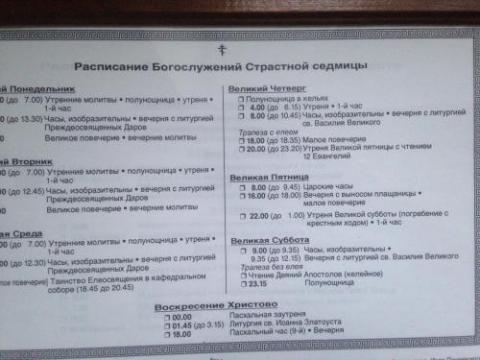 Расписание Богослужений Страстной седмицы
Понедельник
(до 7.00) Утренние молитвы • полунощница • утреня •
1-й час
(до 13.30) Часы, изобразительны • вечерня с литургией
Преждеосвященных Даров
Великое повечерие • вечерние молитвы
Вторник
(до 7.00) Утренние молитвы • полунощница • утреня •
1-й час
(до 12.45) Часы, изобразительны • вечерня с литургией
Преждеосвященных Даров
Великое повечерие • вечерние молитвы
Среда
(до 7.00) Утренние молитвы • полунощница • утреня •
1-й час
(до 12.30) Часы, изобразительны • вечерня с литургией
Преждеосвященных Даров
повечерие) Таинство Елеосвящения в кафедральном
соборе (18.45 до 20.45)
Великий Четверг
Полунощница в кельях
4.00 (до 6.15) Утреня • 1-й час
8.00 (до 10.45) Часы, изобразительны • вечерня с литургией
св. Василия Великого
Трапеза с елеем
18.00 (до 18.35) Малое повечерие
20.00 (до 23.20) Утреня Великой пятницы с чтением
12 Евангелий
Великая Пятница
8.00 (до 9.45) Царские часы
16.00 (до 18.00) Вечерня с выносом плащаницы •
малое повечерие
22.00 (до 1.00) Утреня Великой субботы (погребение с
крестным ходом) • 1-й час
Великая Суббота
9.00 (до 9.35) Часы, изобразительны •
9.35 (до 12.15) Вечерня с литургией св. Василия Великого
Трапеза без елея
Чтение Деяний Апостолов (келейное)
23.15 Полунощница
Воскресение Христово
00.00 Пасхальная заутреня
01.45 (до 3.15) Литургия св. Иоанна Златоуста
18.00 Пасхальный час (9-й) • Вечерня